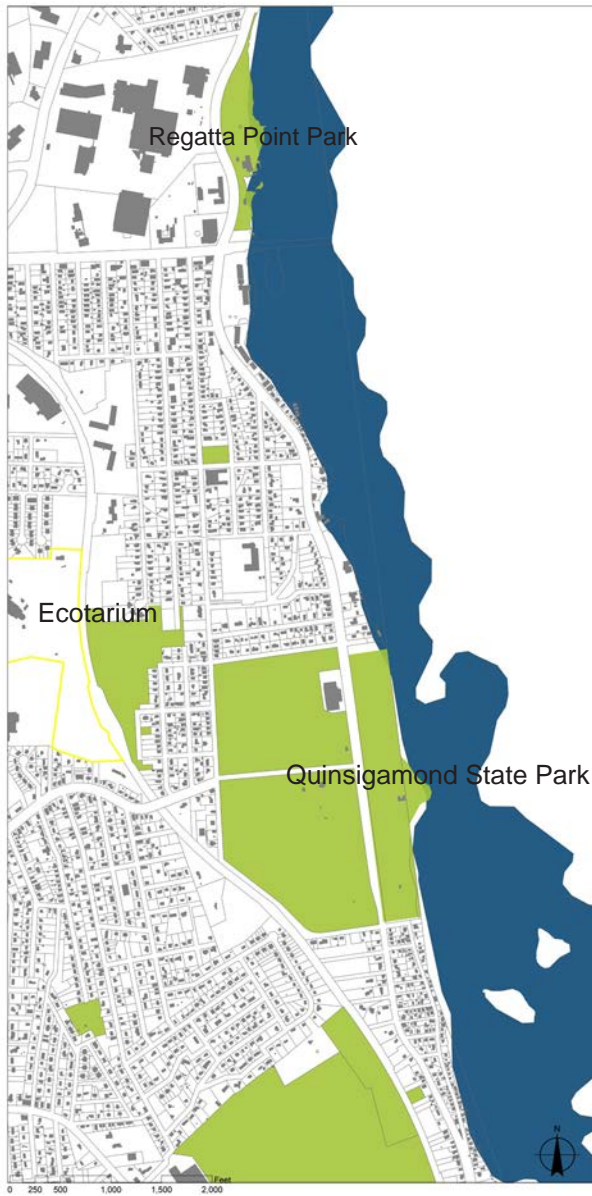 Regatta Point Park
Ecotarium
Quinsigamond State Park
N
Feet
0 250 500 1,000 1,500 2,000